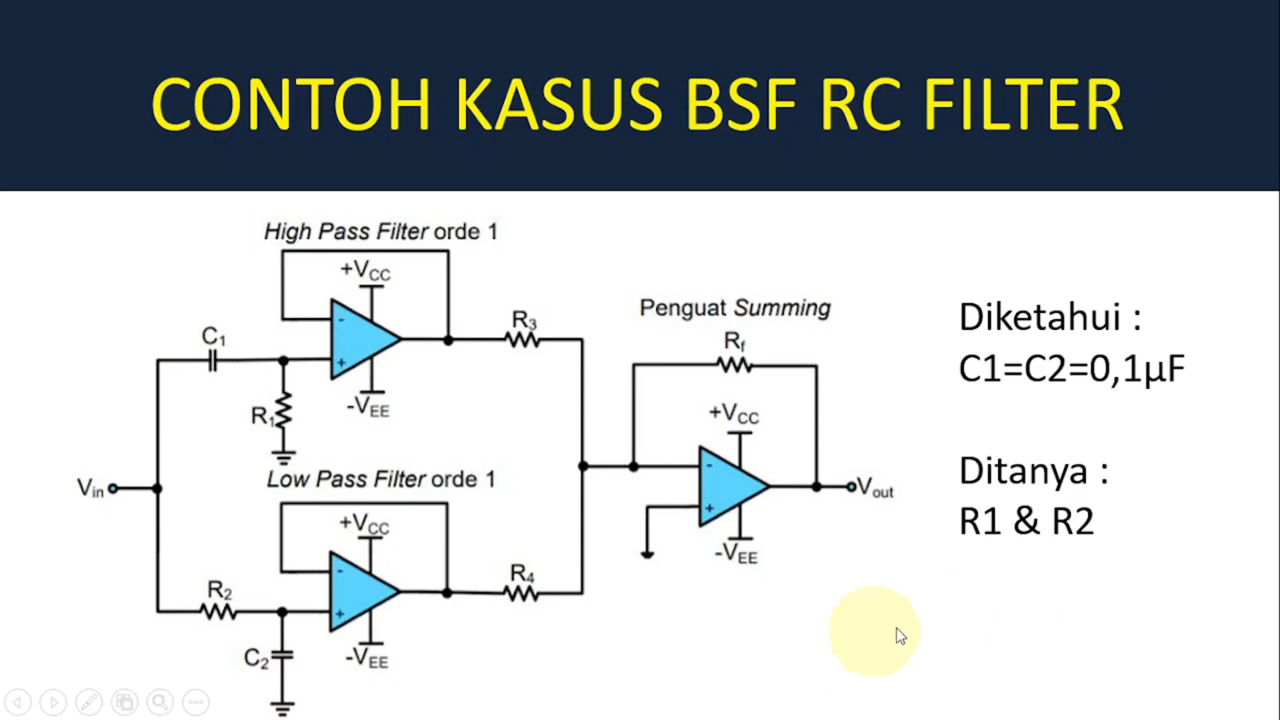 CONTOH KASUS BSF RC FILTER
High Pass Filter orde 1
+VCC
-
+
-VEE
C1
R1
R3
Vin
Low Pass Filter orde 1
+VCC
-
+
-VEE
R2
C2
R4
Penguat Summing
Rf
+VCC
-
+
-VEE
Vout
Diketahui :
C1=C2=0,1µF
Ditanya :
R1 & R2